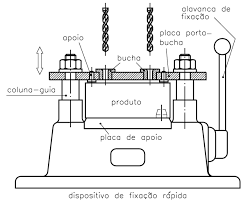 alavanca de
fixação
apoio
bucha
placa porta-
bucha
coluna-guia
produto
placa de apoio
dispositivo de fixação rápida